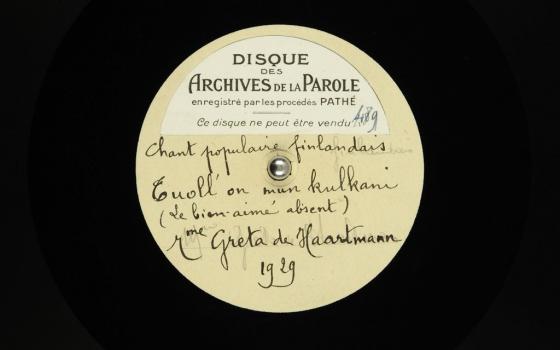 DISQUE
DES
ARCHIVES DE LA PAROLE
enregistré par les procédés PATHÉ
Ce disque ne peut être vendu
489
Chant populaire finlandais
Tuoll' on mun kulkani
(Le bien-aimé absent)
Mme Greta de Haartmann
1929